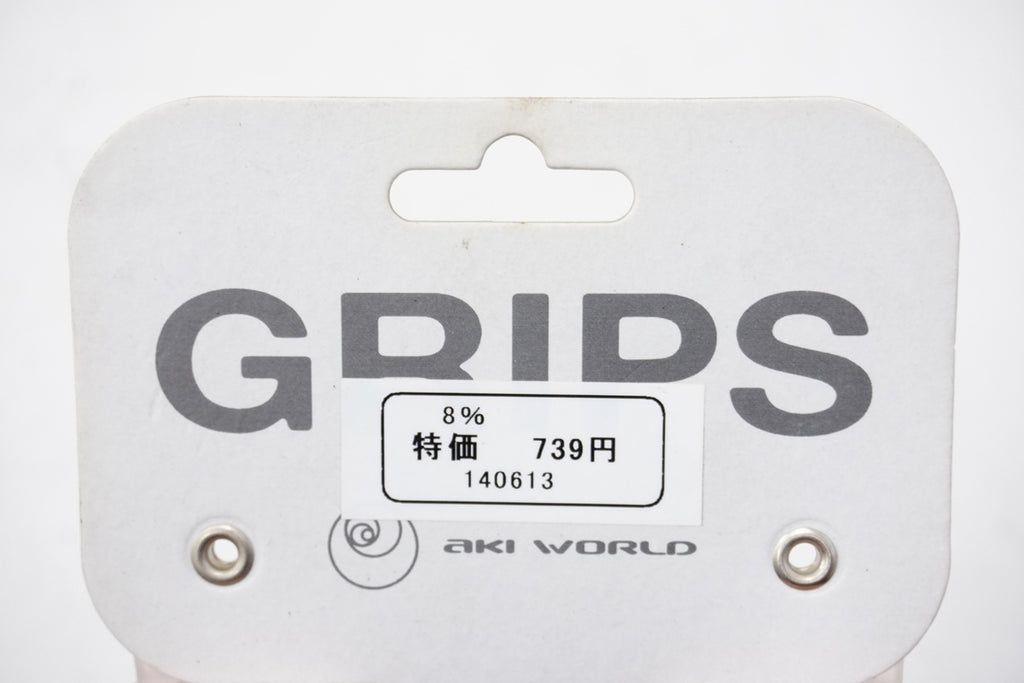 GRIPS
8%
特価 739円
140613
aki WORLD